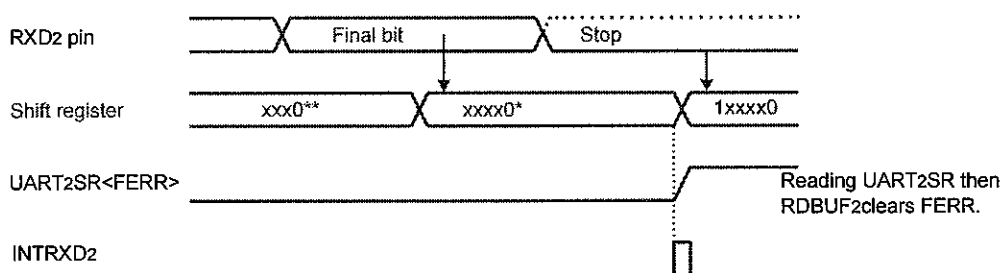 RXD2 pin
Final bit
Stop
Shift register
xxx0**
xxxx0*
1xxxx0
UART2SR<FERR>
Reading UART2SR then
RDBUF2clears FERR.
INTRXD2